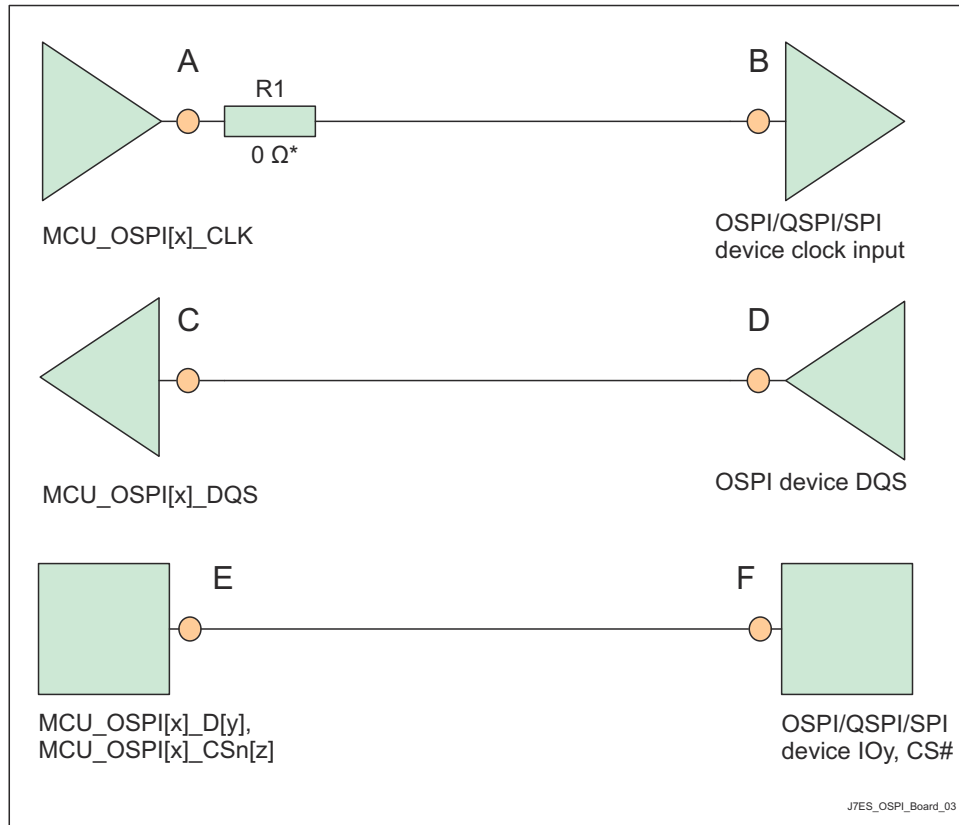 A
R1
B
0 Ω*
MCU_OSPI[x]_CLK
OSPI/QSPI/SPI
device clock input
C
D
MCU_OSPI[x]_DQS
OSPI device DQS
E
F
MCU_OSPI[x]_D[y],
MCU_OSPI[x]_CSn[z]
OSPI/QSPI/SPI
device IOy, CS#
J7ES_OSPI_Board_03